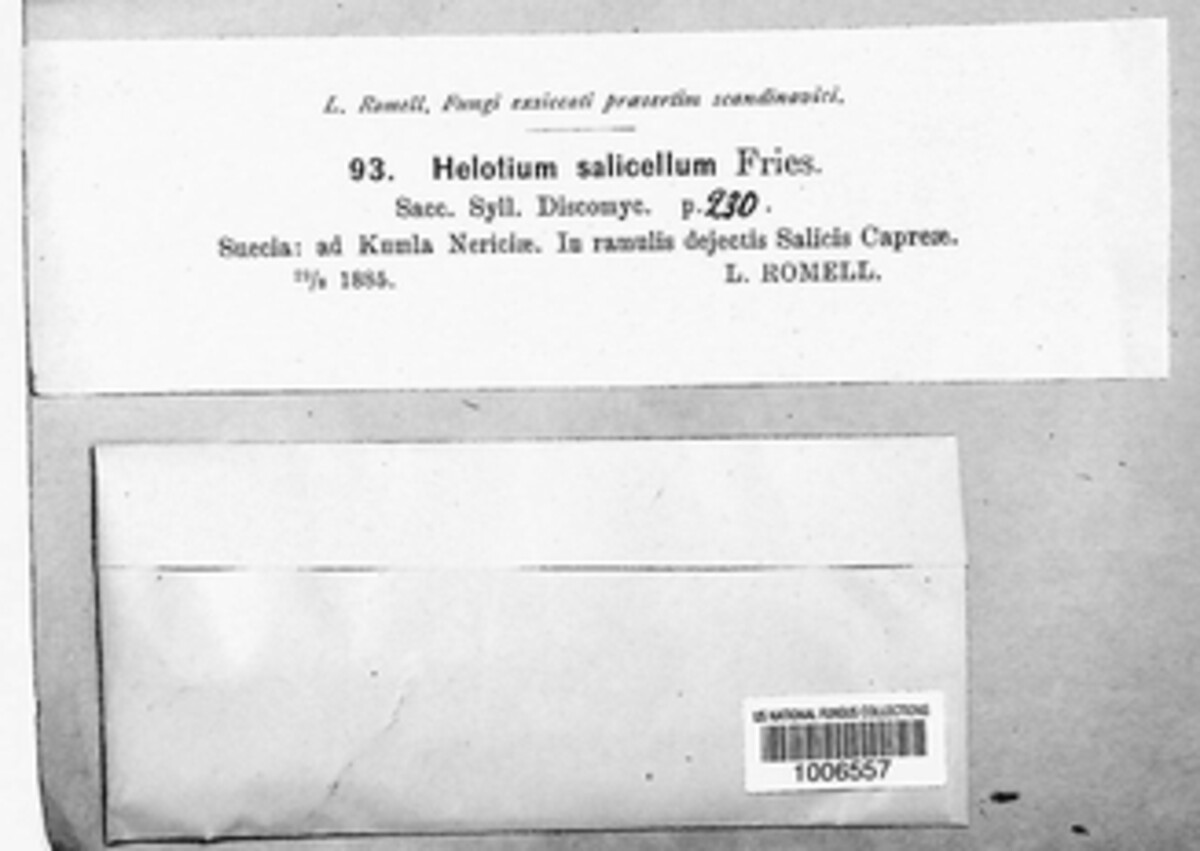 L. Romell, Fungi exsiccati præsertim scandinavici.
93. Helotium salicellum Fries.
Sacc. Syll. Discomyc. p. 230.
Suecia: ad Kumla Nericiæ. In ramulis dejectis Salicis Capreæ.
1885. L. ROMELL.
US NATIONAL FUNGUS COLLECTIONS
1006557